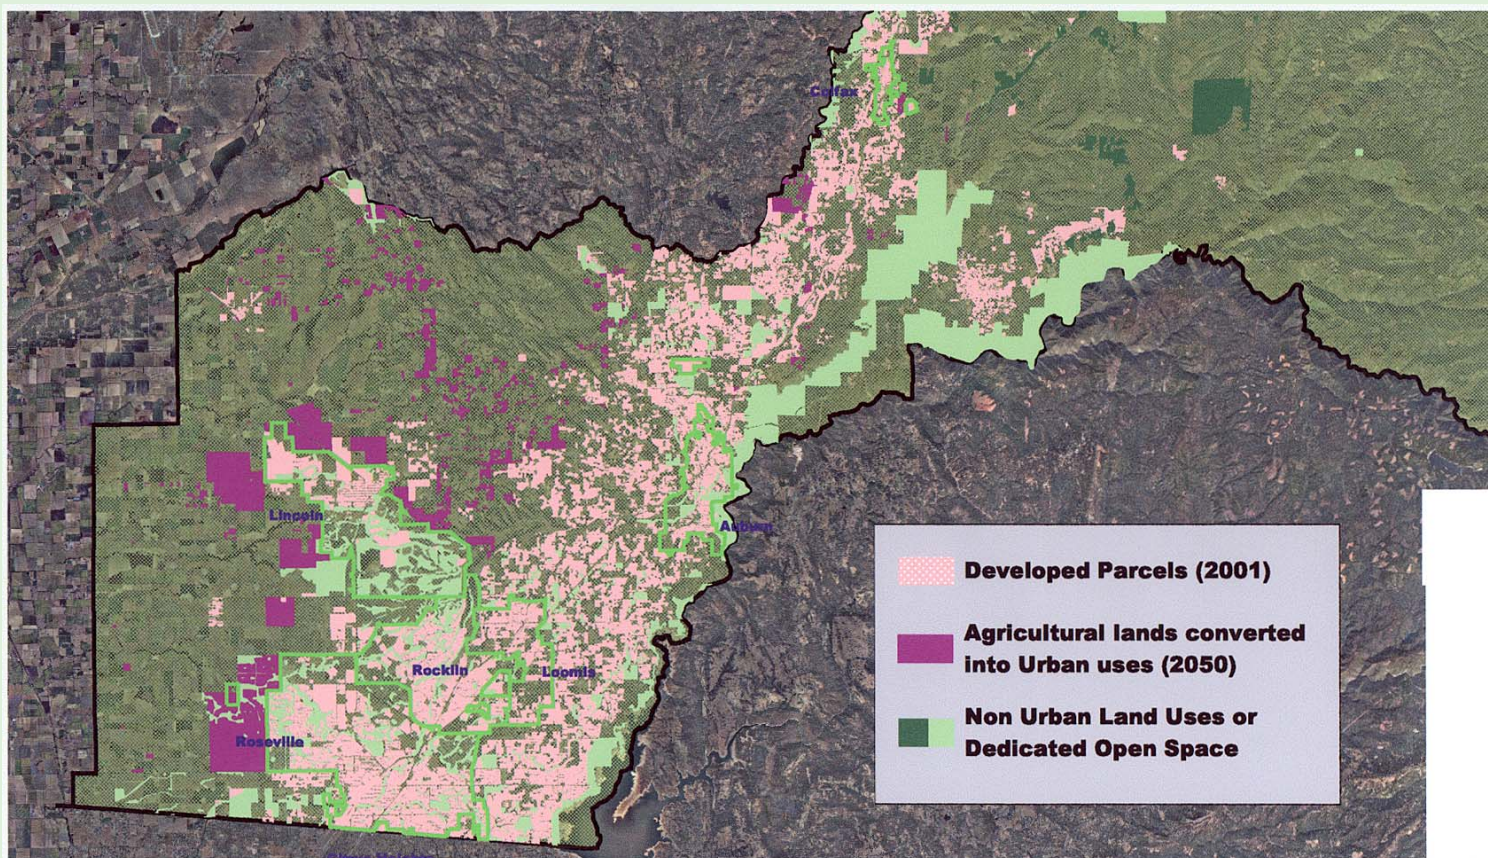 Colfax
Lincoln
Auburn
Rocklin
Loomis
Roseville
Developed Parcels (2001)
Agricultural lands converted
into Urban uses (2050)
Non Urban Land Uses or
Dedicated Open Space